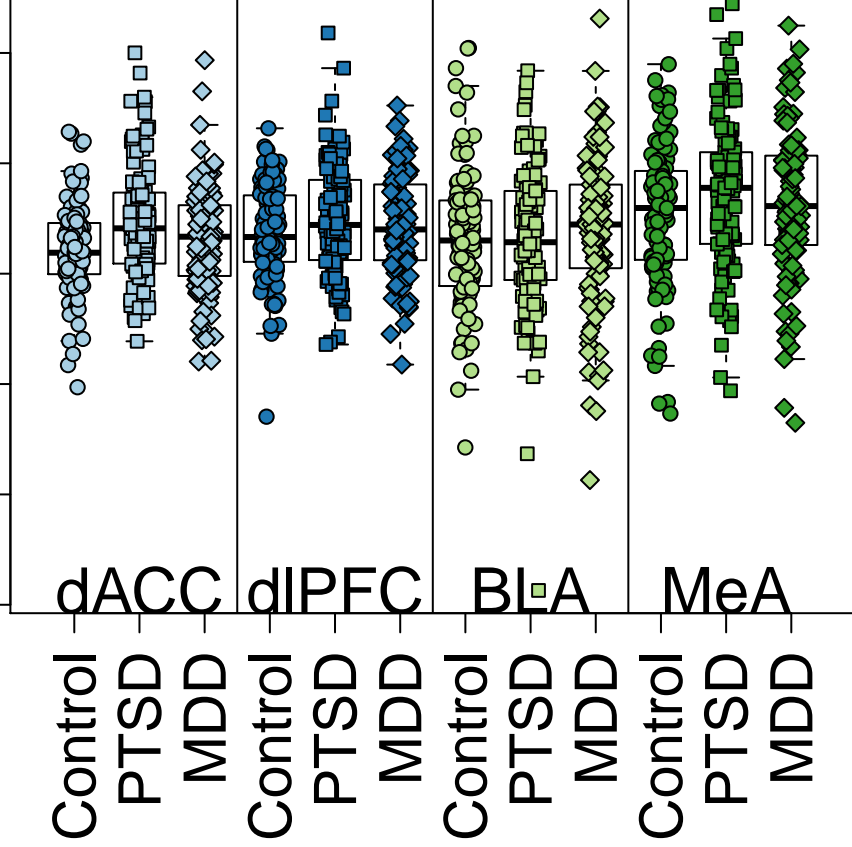 dACC dlPFC BLA MeA
Control PTSD MDD Control PTSD MDD Control PTSD MDD Control PTSD MDD